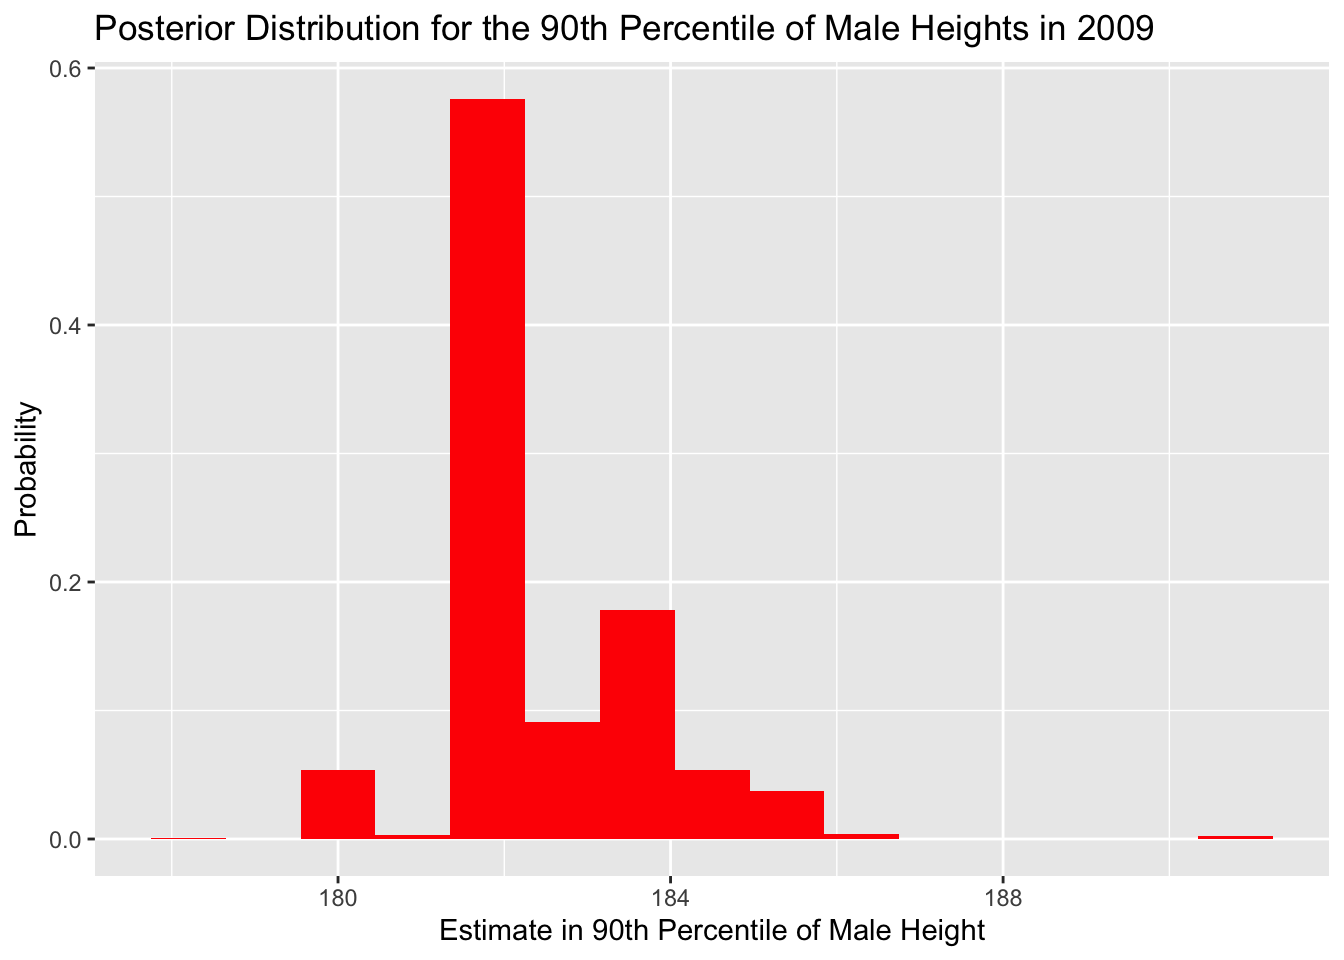 Posterior Distribution for the 90th Percentile of Male Heights in 2009
0.6
0.4
0.2
0.0
Probability
180 184 188
Estimate in 90th Percentile of Male Height